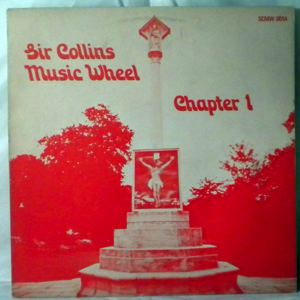 SCMW 001A
Sir Collins
Music Wheel
Chapter 1